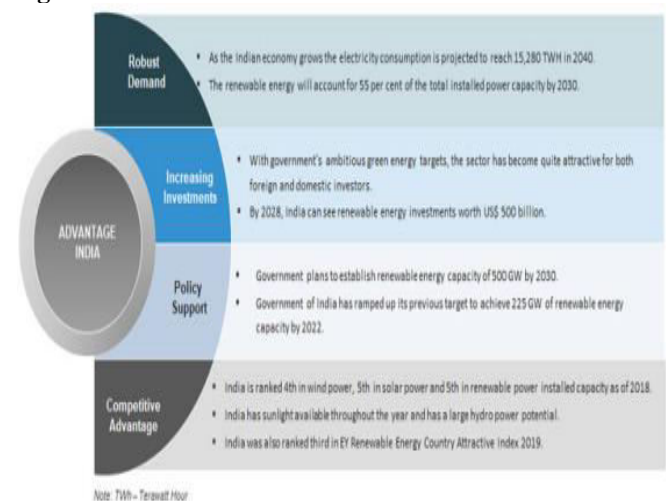 Robust
Demand
• As the Indian economy grows the electricity consumption is projected to reach 15,280 TWH in 2040.
• The renewable energy will account for 55 per cent of the total installed power capacity by 2030.
ADVANTAGE
INDIA
Increasing
Investments
• With government's ambitious green energy targets, the sector has become quite attractive for both
foreign and domestic investors.
• By 2028, India can see renewable energy investments worth US$ 500 billion.
Policy
Support
• Government plans to establish renewable energy capacity of 500 GW by 2030.
• Government of India has ramped up its previous target to achieve 225 GW of renewable energy
capacity by 2022.
Competitive
Advantage
• India is ranked 4th in wind power, 5th in solar power and 5th in renewable power installed capacity as of 2018.
• India has sunlight available throughout the year and has a large hydro power potential.
• India was also ranked third in EY Renewable Energy Country Attractive Index 2019.
Note: TWh – Terawatt Hour